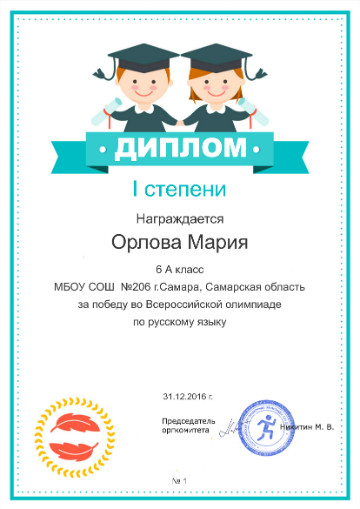 ДИПЛОМ
I степени
Награждается
Орлова Мария
6 А класс
МБОУ СОШ №206 г.Самара, Самарская область
за победу во Всероссийской олимпиаде
по русскому языку
31.12.2016 г.
Председатель
оргкомитета
Никитин М. В.
№ 1